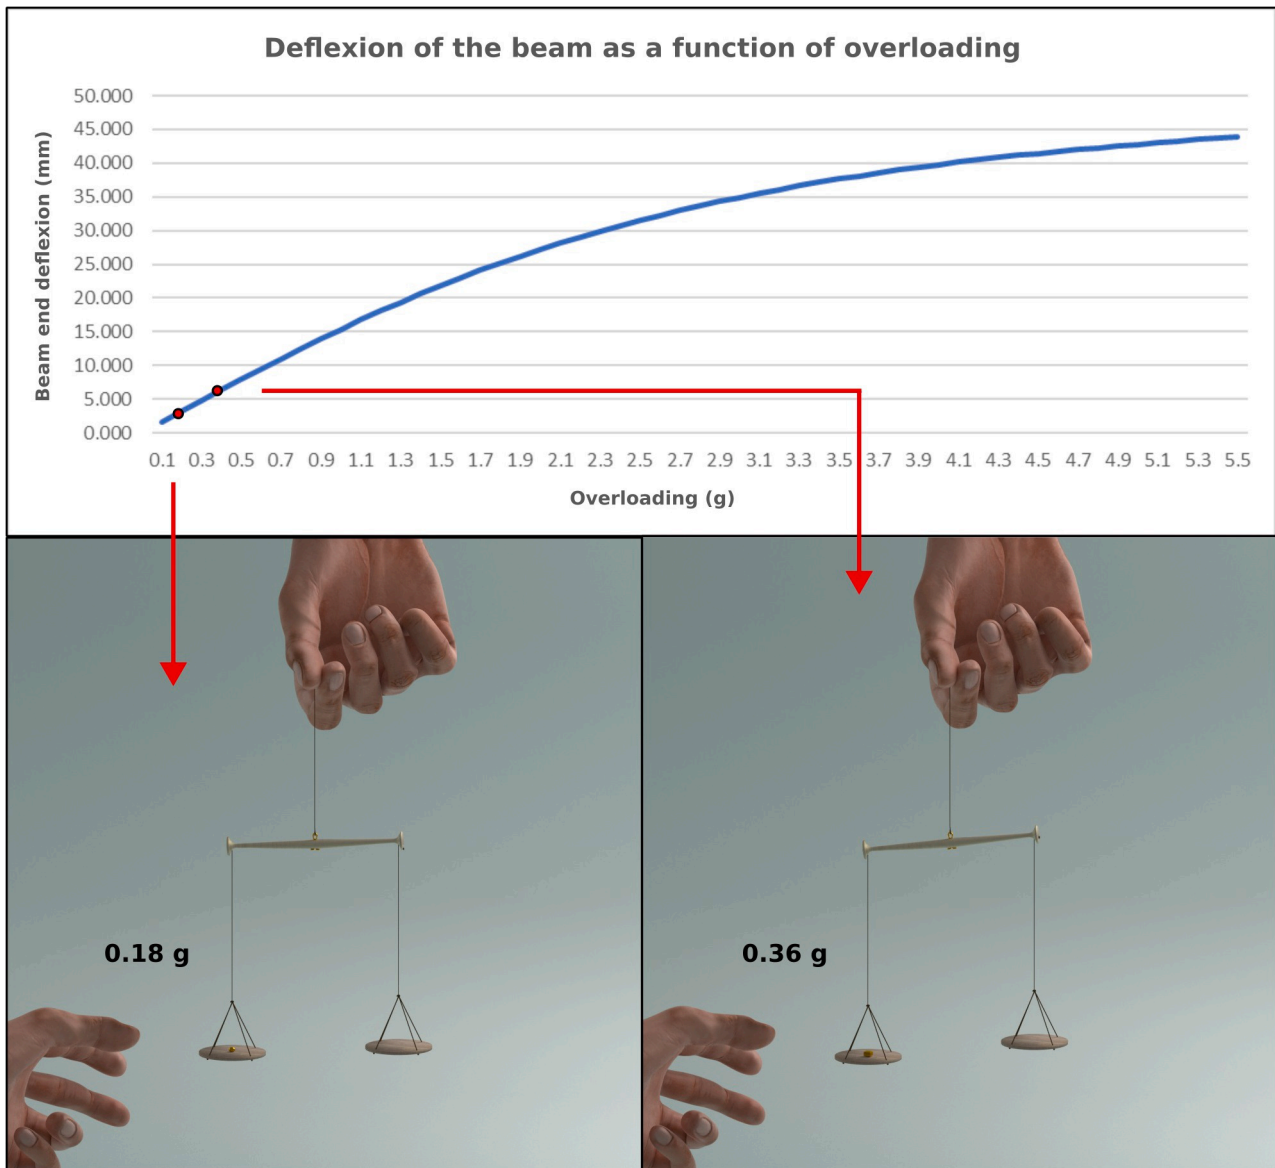 Deflexion of the beam as a function of overloading
Beam end deflexion (mm)
50.000
45.000
40.000
35.000
30.000
25.000
20.000
15.000
10.000
5.000
0.000
0.1 0.3 0.5 0.7 0.9 1.1 1.3 1.5 1.7 1.9 2.1 2.3 2.5 2.7 2.9 3.1 3.3 3.5 3.7 3.9 4.1 4.3 4.5 4.7 4.9 5.1 5.3 5.5
Overloading (g)
0.18 g
0.36 g